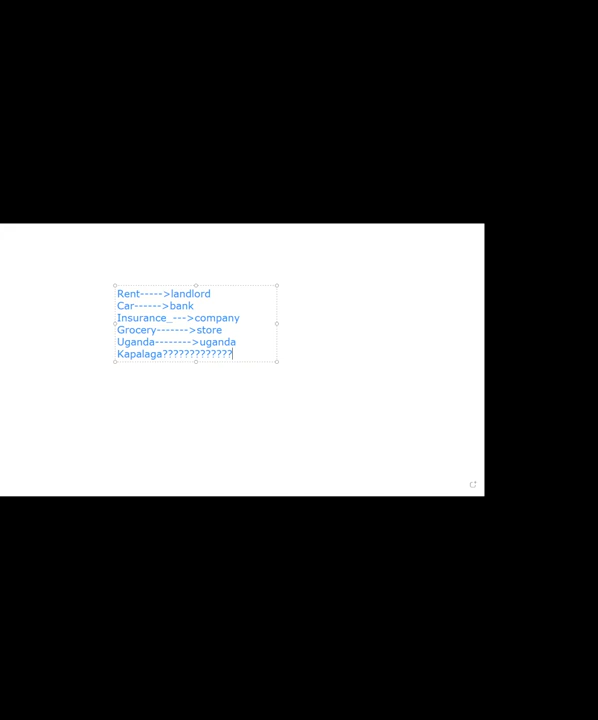 Rent----->landlord
Car------>bank
Insurance_--->company
Grocery------->store
Uganda-------->uganda
Kapalaga?????????????